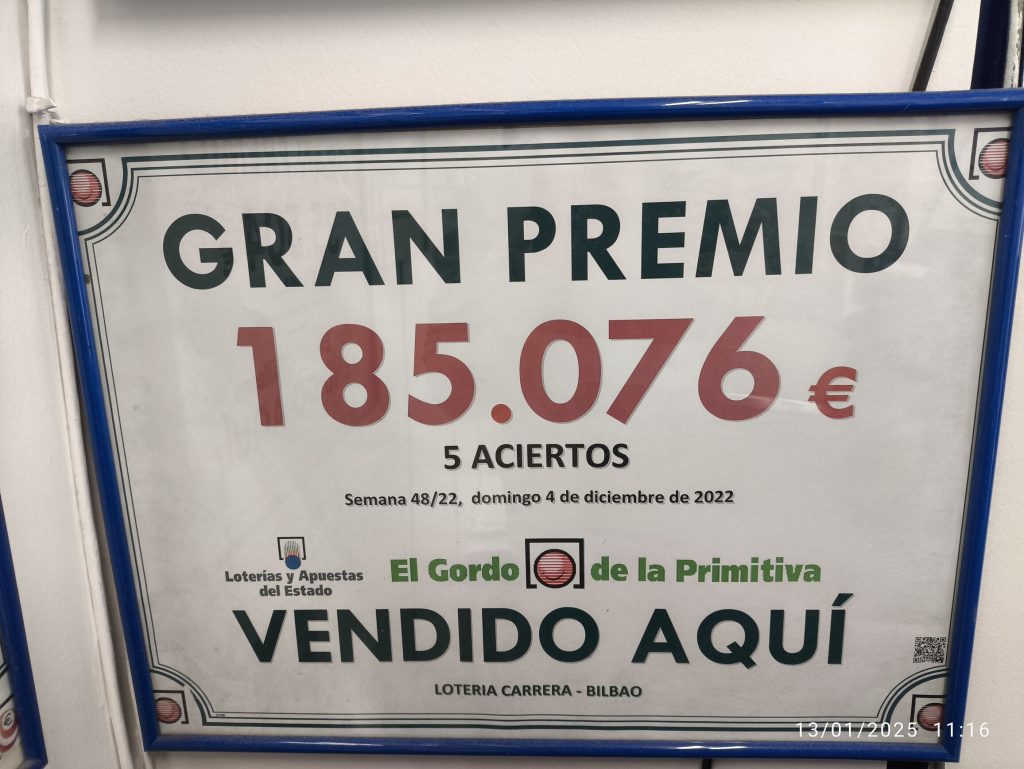 GRAN PREMIO
185.076 €
5 ACIERTOS
Semana 48/22, domingo 4 de diciembre de 2022
Loterías y Apuestas
del Estado
El Gordo de la Primitiva
VENDIDO AQUÍ
LOTERIA CARRERA - BILBAO
13/01/2025 11:16